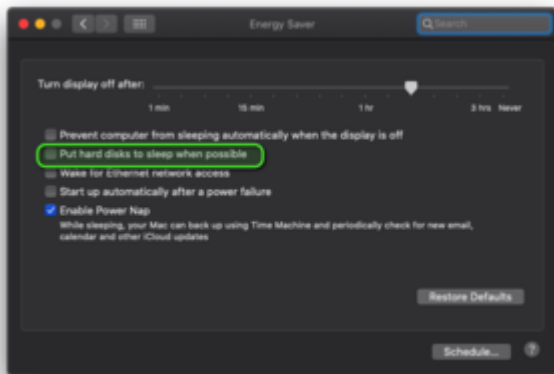 Energy Saver
Search
Turn display off after:
1 min 15 min 1 hr 3 hrs Never
Prevent computer from sleeping automatically when the display is off
Put hard disks to sleep when possible
Wake for Ethernet network access
Start up automatically after a power failure
Enable Power Nap
While sleeping, your Mac can back up using Time Machine and periodically check for new email,
calendar and other iCloud updates
Restore Defaults
Schedule... ?